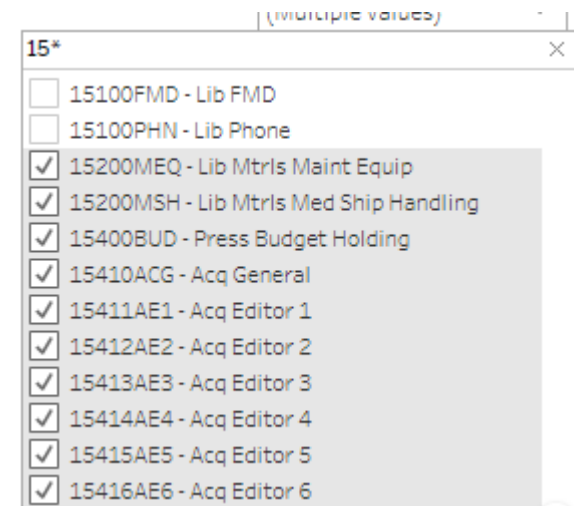 (Multiple values)
15*
15100FMD - Lib FMD
15100PHN - Lib Phone
15200MEQ - Lib Mtrls Maint Equip
15200MSH - Lib Mtrls Med Ship Handling
15400BUD - Press Budget Holding
15410ACG - Acq General
15411AE1 - Acq Editor 1
15412AE2 - Acq Editor 2
15413AE3 - Acq Editor 3
15414AE4 - Acq Editor 4
15415AE5 - Acq Editor 5
15416AE6 - Acq Editor 6